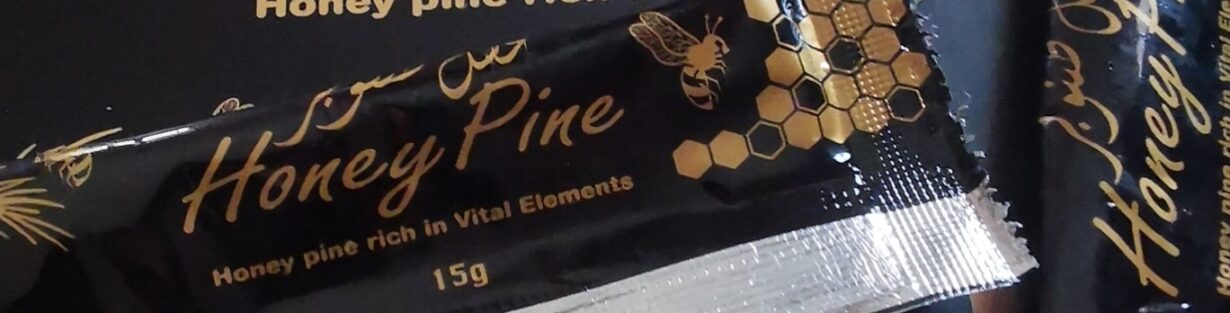 Honey pine rich
Honey Pine
Honey pine rich in Vital Elements
15g
Honey